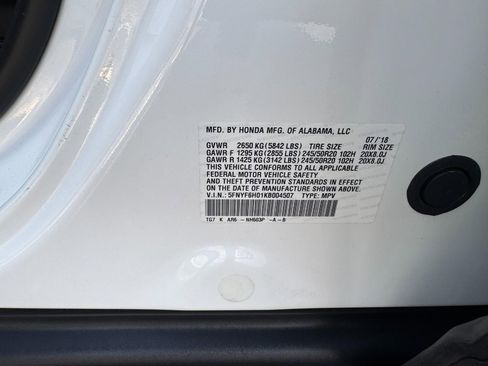 MFD. BY HONDA MFG. OF ALABAMA, LLC 07/'18
GVWR 2650 KG (5842 LBS) TIRE SIZE RIM SIZE
GAWR F 1295 KG (2855 LBS) 245/50R20 102H 20X8.0J
GAWR R 1425 KG (3142 LBS) 245/50R20 102H 20X8.0J
THIS VEHICLE CONFORMS TO ALL APPLICABLE
FEDERAL MOTOR VEHICLE SAFETY
AND THEFT PREVENTION STANDARDS IN EFFECT
ON THE DATE OF MANUFACTURE SHOWN ABOVE.
V.I.N.: 5FNYF6H01KB004507 TYPE: MPV
TG7 K AR6 -NH603P -A -B